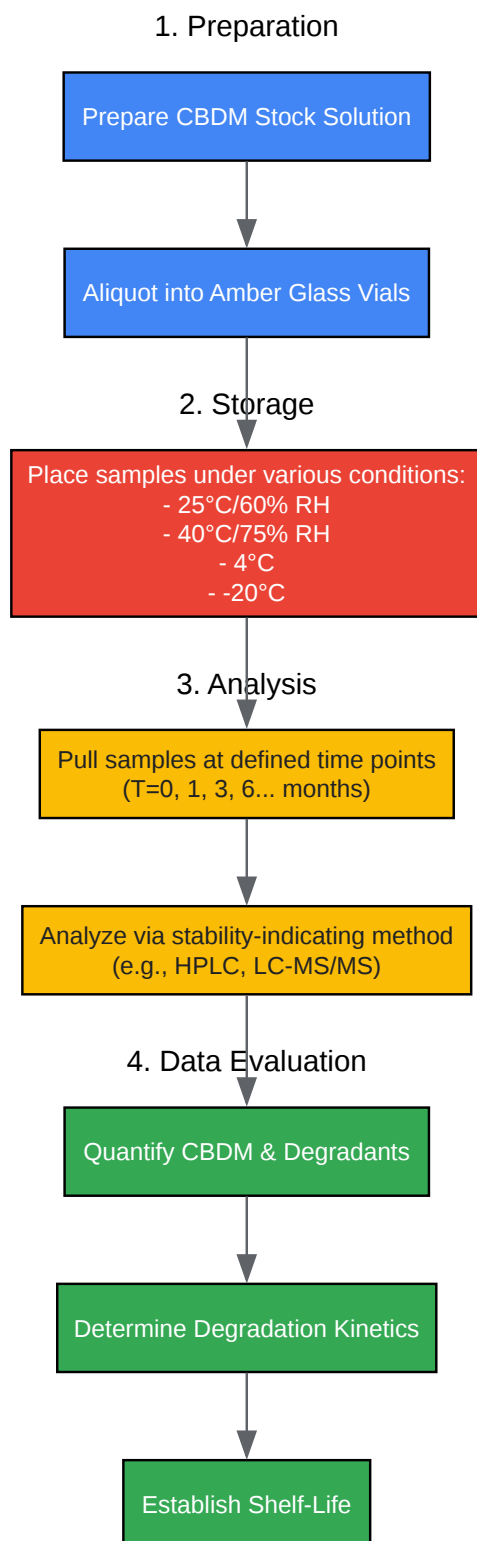 1. Preparation
Prepare CBDM Stock Solution
Aliquot into Amber Glass Vials
2. Storage
Place samples under various conditions:
- 25°C/60% RH
- 40°C/75% RH
- 4°C
- -20°C
3. Analysis
Pull samples at defined time points
(T=0, 1, 3, 6... months)
Analyze via stability-indicating method
(e.g., HPLC, LC-MS/MS)
4. Data Evaluation
Quantify CBDM & Degradants
Determine Degradation Kinetics
Establish Shelf-Life